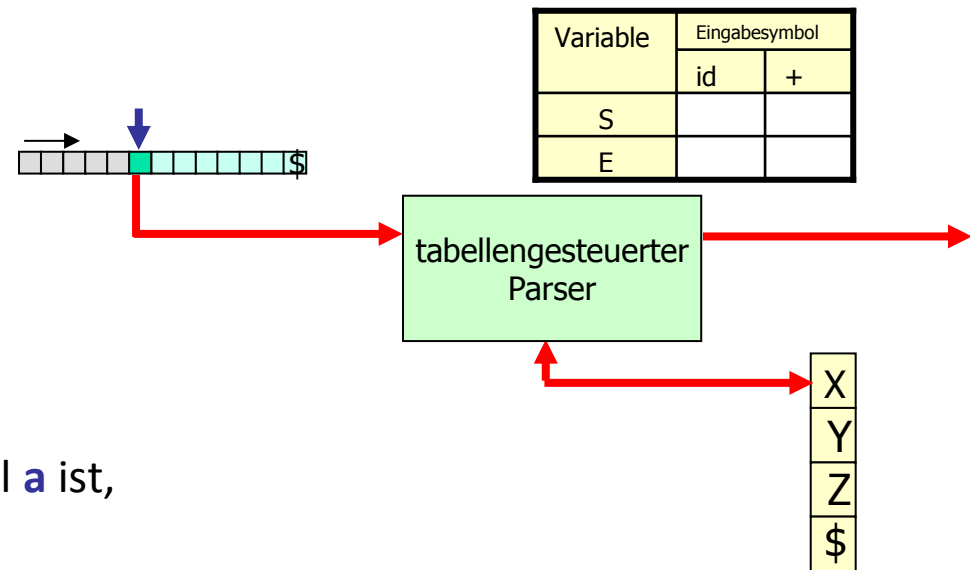 Variable Eingabesymbol
id +
S
E
$
tabellengesteuerter
Parser
X
Y
Z
$
l a ist,